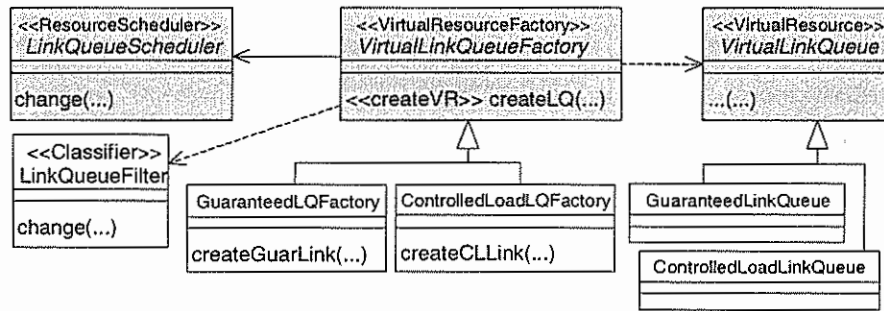 <<ResourceScheduler>>
LinkQueueScheduler
change(...)
<<VirtualResourceFactory>>
VirtualLinkQueueFactory
<<createVR>> createLQ(...)
<<VirtualResource>>
VirtualLinkQueue
...(...)
<<Classifier>>
LinkQueueFilter
change(...)
GuaranteedLQFactory
createGuarLink(...)
ControlledLoadLQFactory
createCLLink(...)
GuaranteedLinkQueue
ControlledLoadLinkQueue